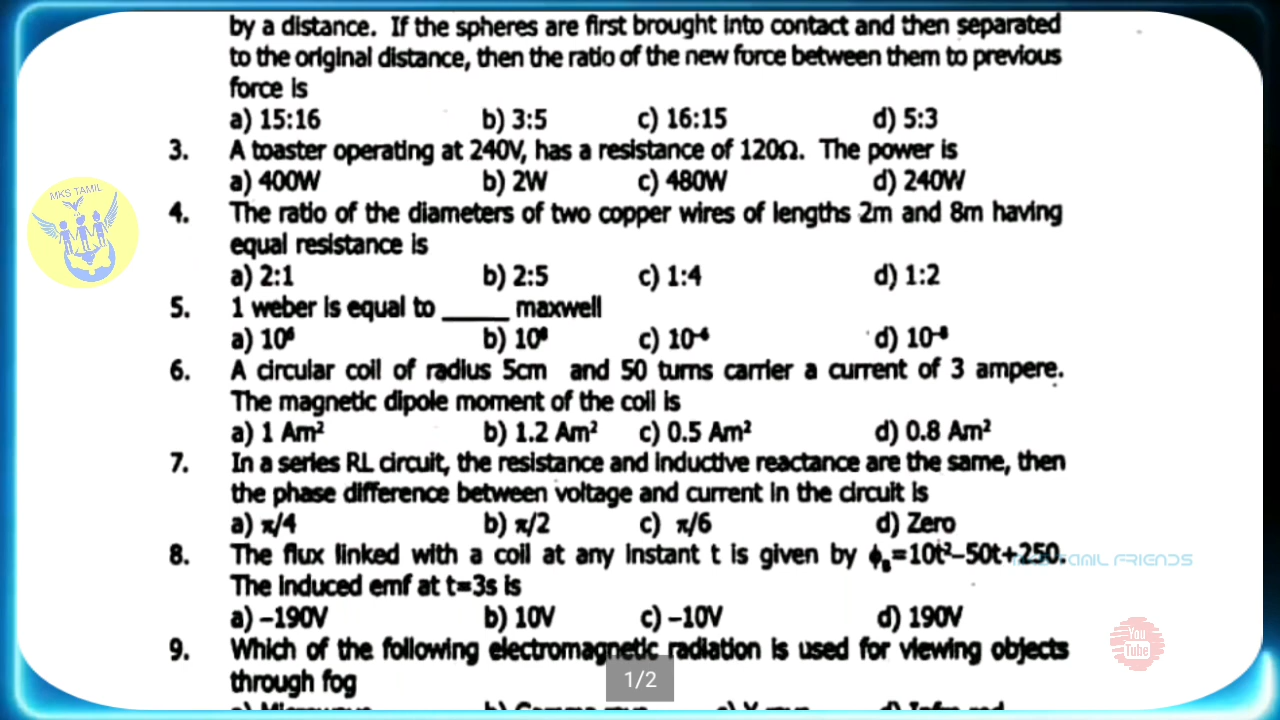 by a distance. If the spheres are first brought into contact and then separated
to the original distance, then the ratio of the new force between them to previous
force is
a) 15:16 b) 3:5 c) 16:15 d) 5:3
3. A toaster operating at 240V, has a resistance of 120Ω. The power is
a) 400W b) 2W c) 480W d) 240W
MKS TAMIL
4. The ratio of the diameters of two copper wires of lengths 2m and 8m having
equal resistance is
a) 2:1 b) 2:5 c) 1:4 d) 1:2
5. 1 weber is equal to _____ maxwell
a) 10⁶ b) 10⁸ c) 10⁻⁶ d) 10⁻⁸
6. A circular coil of radius 5cm and 50 turns carrier a current of 3 ampere.
The magnetic dipole moment of the coil is
a) 1 Am² b) 1.2 Am² c) 0.5 Am² d) 0.8 Am²
7. In a series RL circuit, the resistance and inductive reactance are the same, then
the phase difference between voltage and current in the circuit is
a) π/4 b) π/2 c) π/6 d) Zero
8. The flux linked with a coil at any instant t is given by ϕ_B=10t²–50t+250.
TAMIL FRIENDS
The induced emf at t=3s is
a) –190V b) 10V c) –10V d) 190V
9. Which of the following electromagnetic radiation is used for viewing objects
You
Tube
through fog
1/2